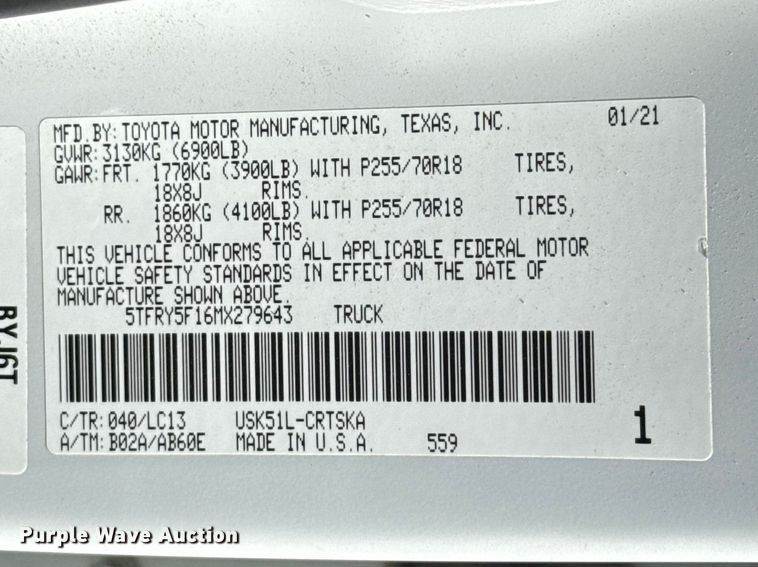 MFD.BY: TOYOTA MOTOR MANUFACTURING, TEXAS, INC. 01/21
GVWR: 3130KG (6900LB)
GAWR: FRT. 1770KG (3900LB) WITH P255/70R18 TIRES,
18X8J RIMS.
RR. 1860KG (4100LB) WITH P255/70R18 TIRES,
18X8J RIMS.
THIS VEHICLE CONFORMS TO ALL APPLICABLE FEDERAL MOTOR
VEHICLE SAFETY STANDARDS IN EFFECT ON THE DATE OF
MANUFACTURE SHOWN ABOVE.
5TFRY5F16MX279643 TRUCK
C/TR: 040/LC13 USK51L-CRTSKA
A/TM: B02A/AB60E MADE IN U.S.A. 559 1
BY-J6T
Purple Wave Auction